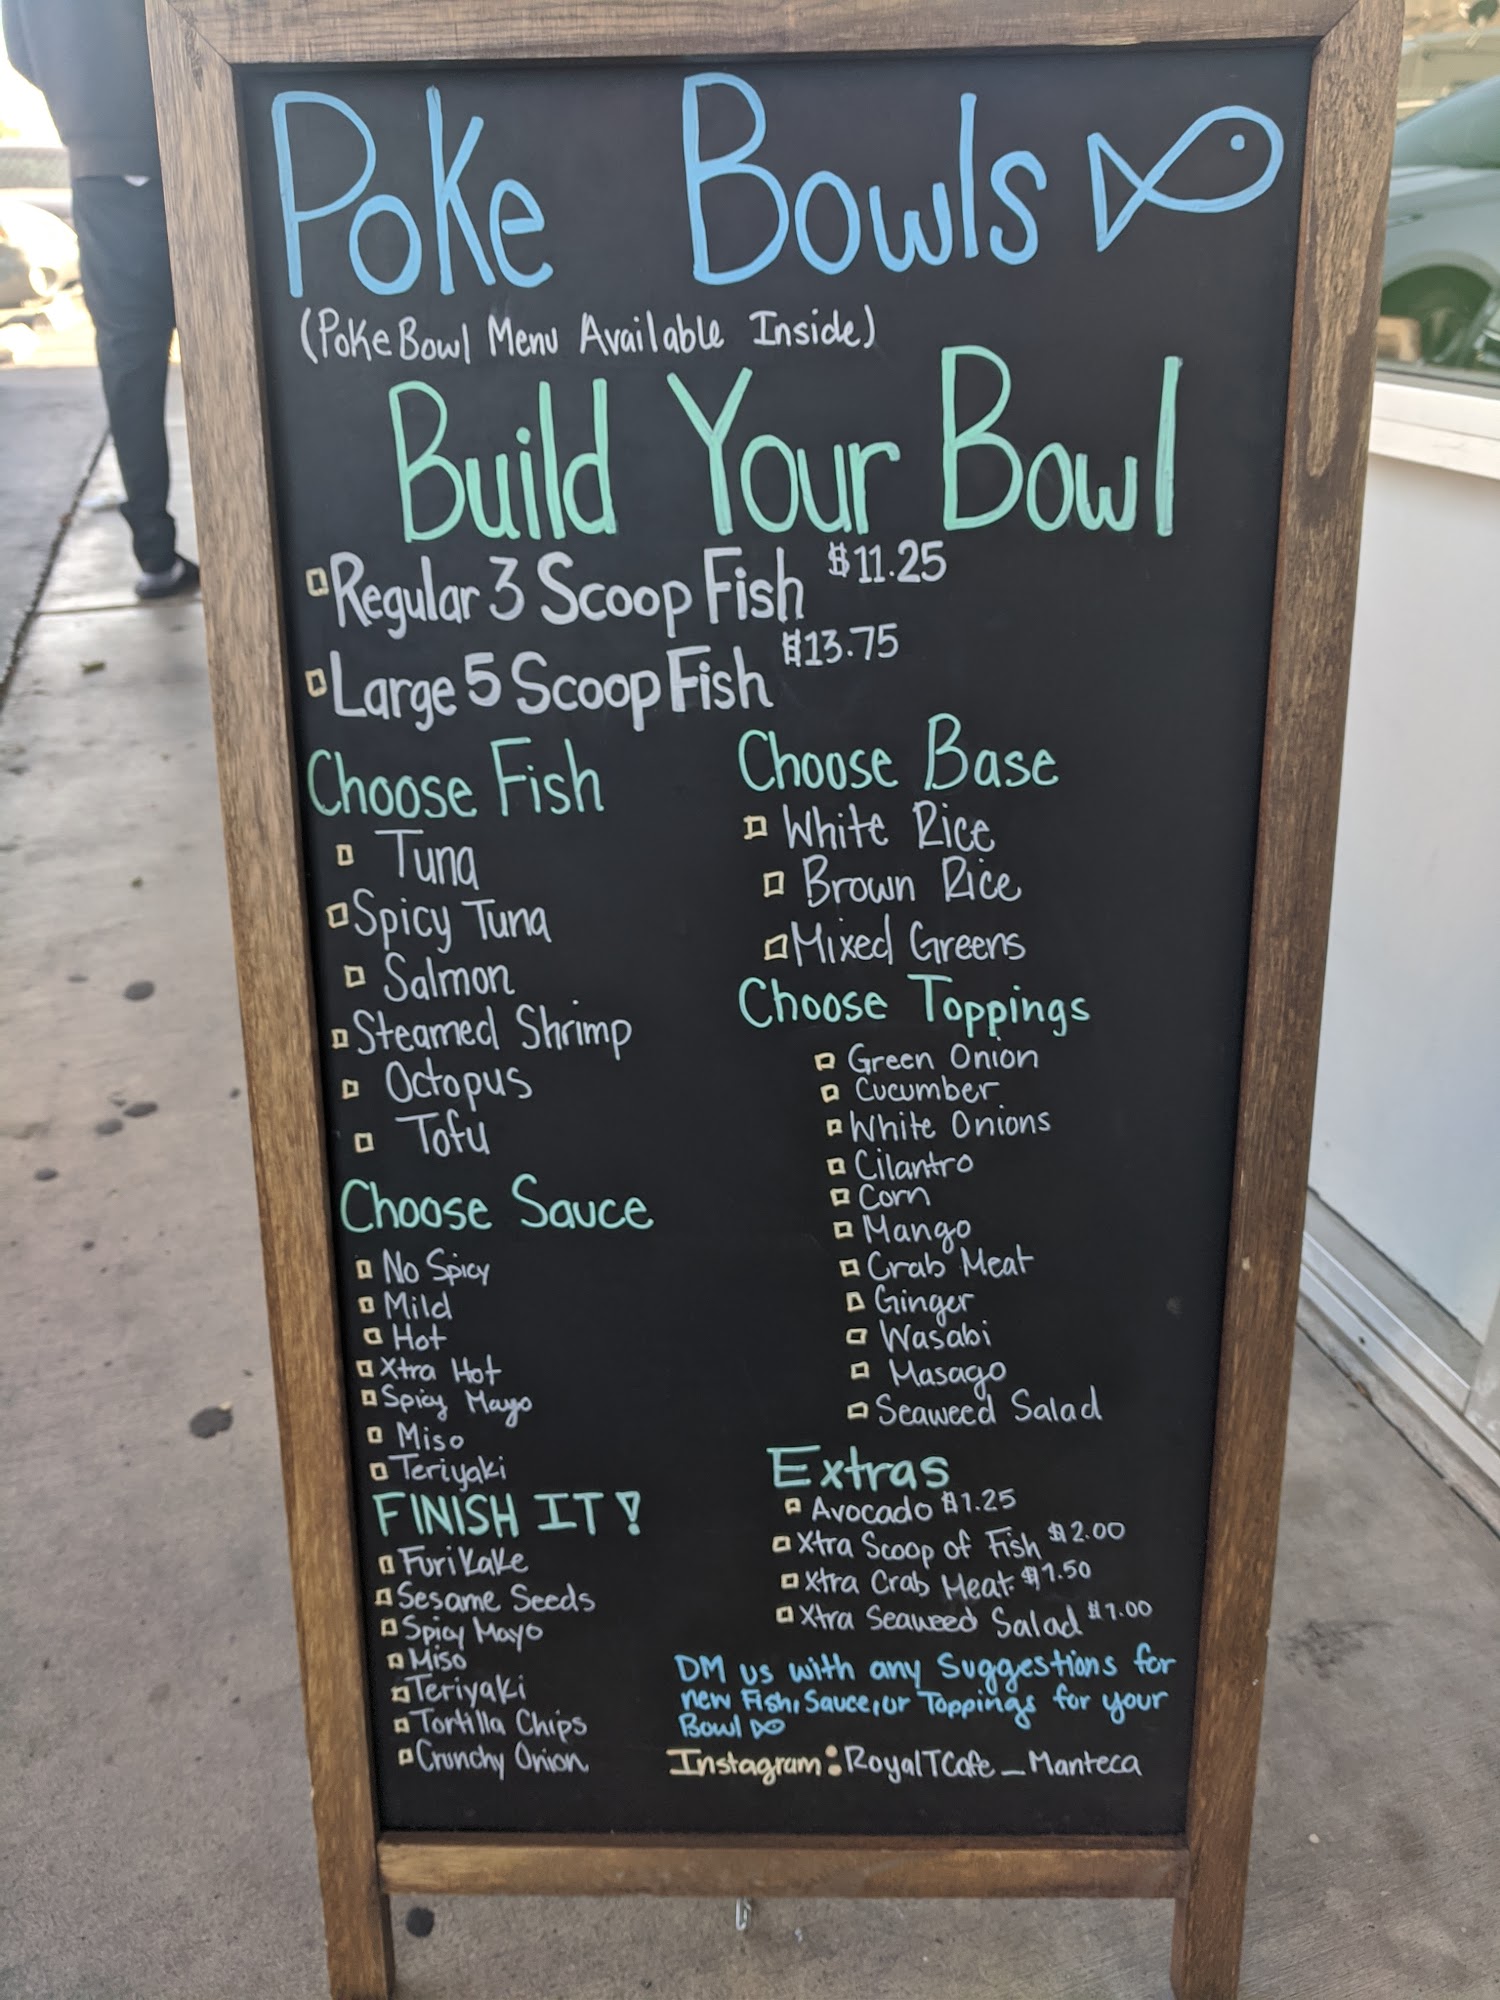 Poke Bowls
(Poke Bowl Menu Available Inside)
Build Your Bowl
Regular 3 Scoop Fish $11.25
Large 5 Scoop Fish $13.75
Choose Fish
Tuna
Spicy Tuna
Salmon
Steamed Shrimp
Octopus
Tofu
Choose Sauce
No Spicy
Mild
Hot
Xtra Hot
Spicy Mayo
Miso
Teriyaki
FINISH IT!
Furikake
Sesame Seeds
Spicy Mayo
Miso
Teriyaki
Tortilla Chips
Crunchy Onion
Choose Base
White Rice
Brown Rice
Mixed Greens
Choose Toppings
Green Onion
Cucumber
White Onions
Cilantro
Corn
Mango
Crab Meat
Ginger
Wasabi
Masago
Seaweed Salad
Extras
Avocado $1.25
Xtra Scoop of Fish $2.00
Xtra Crab Meat $1.50
Xtra Seaweed Salad $1.00
DM us with any Suggestions for
new Fish, Sauce, or Toppings for your
Bowl
Instagram: RoyalTCafe_Manteca